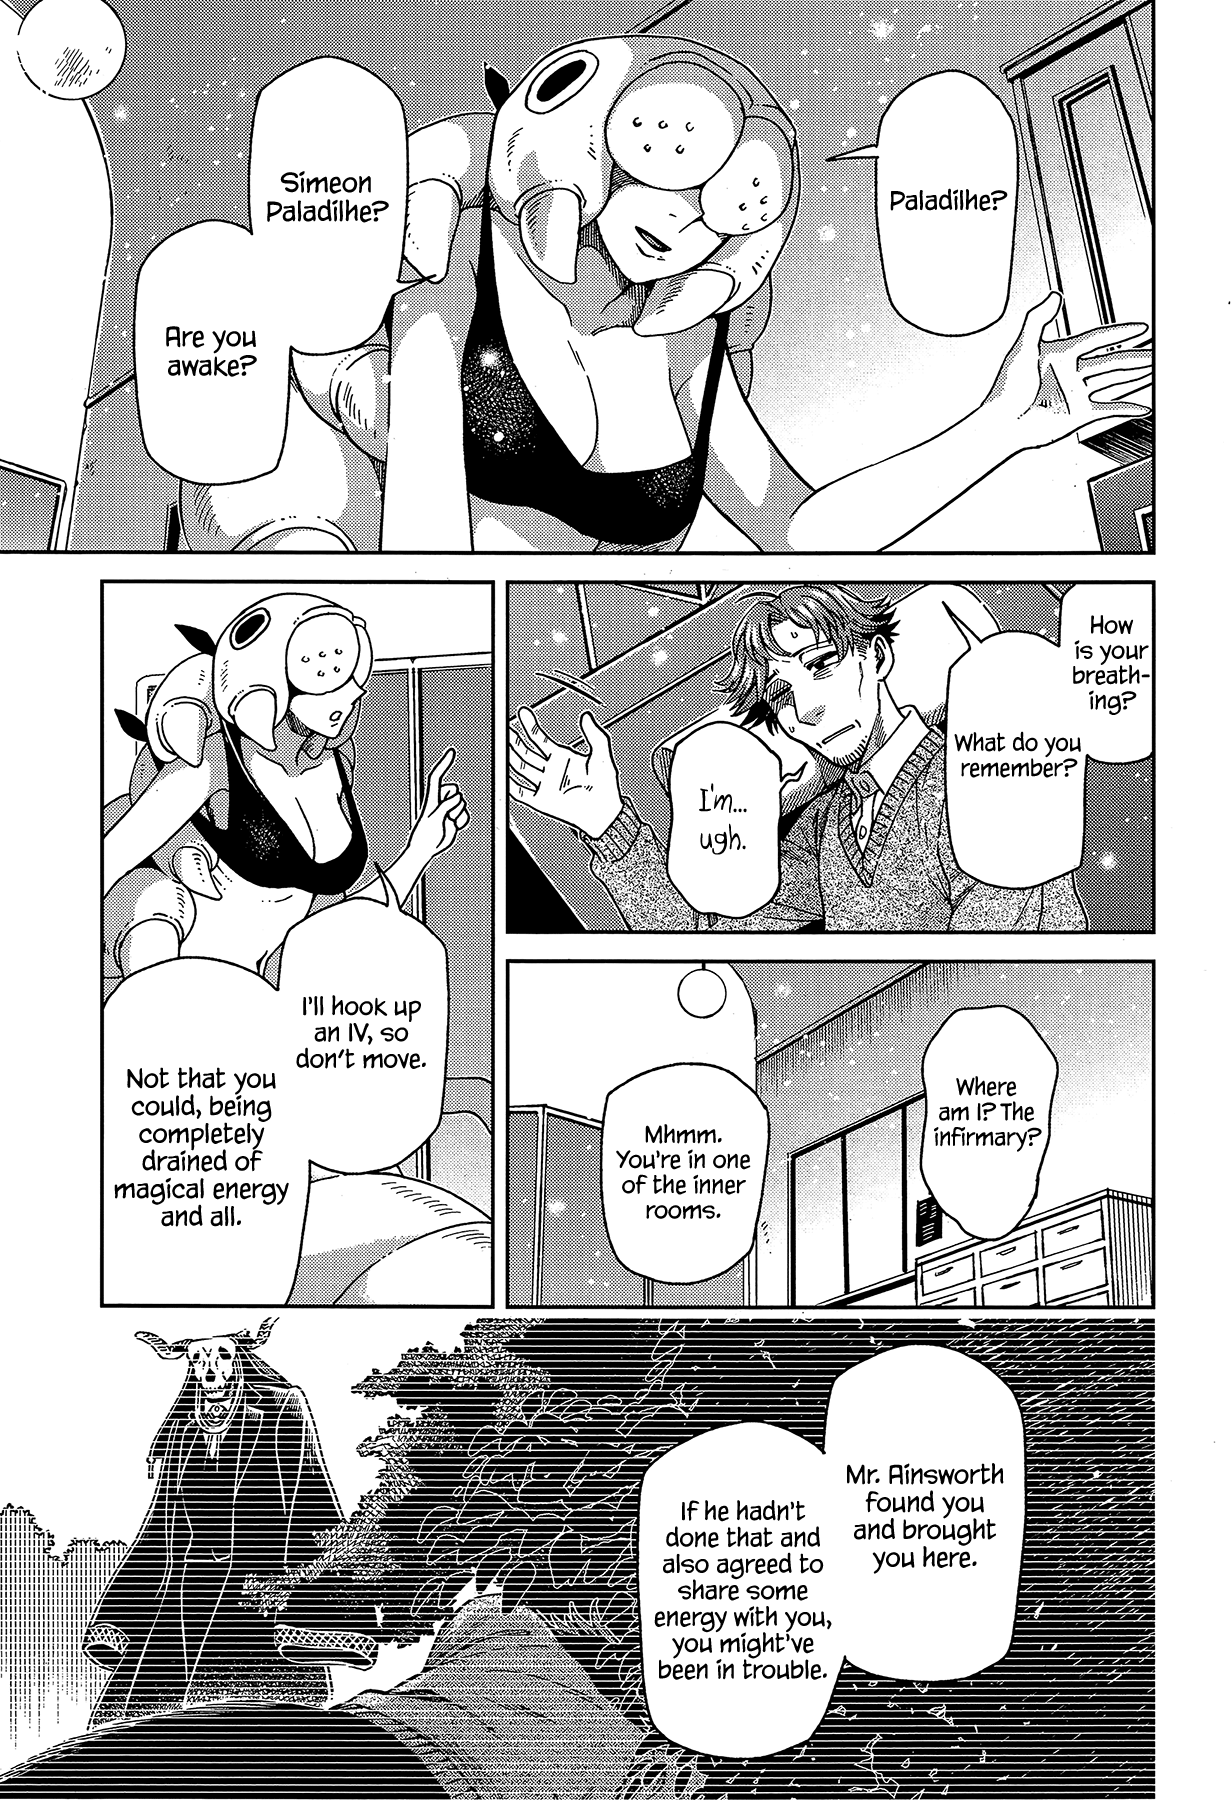 Paladilhe?
Simeon
Paladilhe?
Are you
awake?
How
is your
breath-
ing?
What do you
remember?
I'm...
ugh.
I'll hook up
an IV, so
don't move.
Not that you
could, being
completely
drained of
magical energy
and all.
Where
am I? The
infirmary?
Mhmm.
You're in one
of the inner
rooms.
Mr. Ainsworth
found you
and brought
you here.
If he hadn't
done that and
also agreed to
share some
energy with you,
you might've
been in trouble.